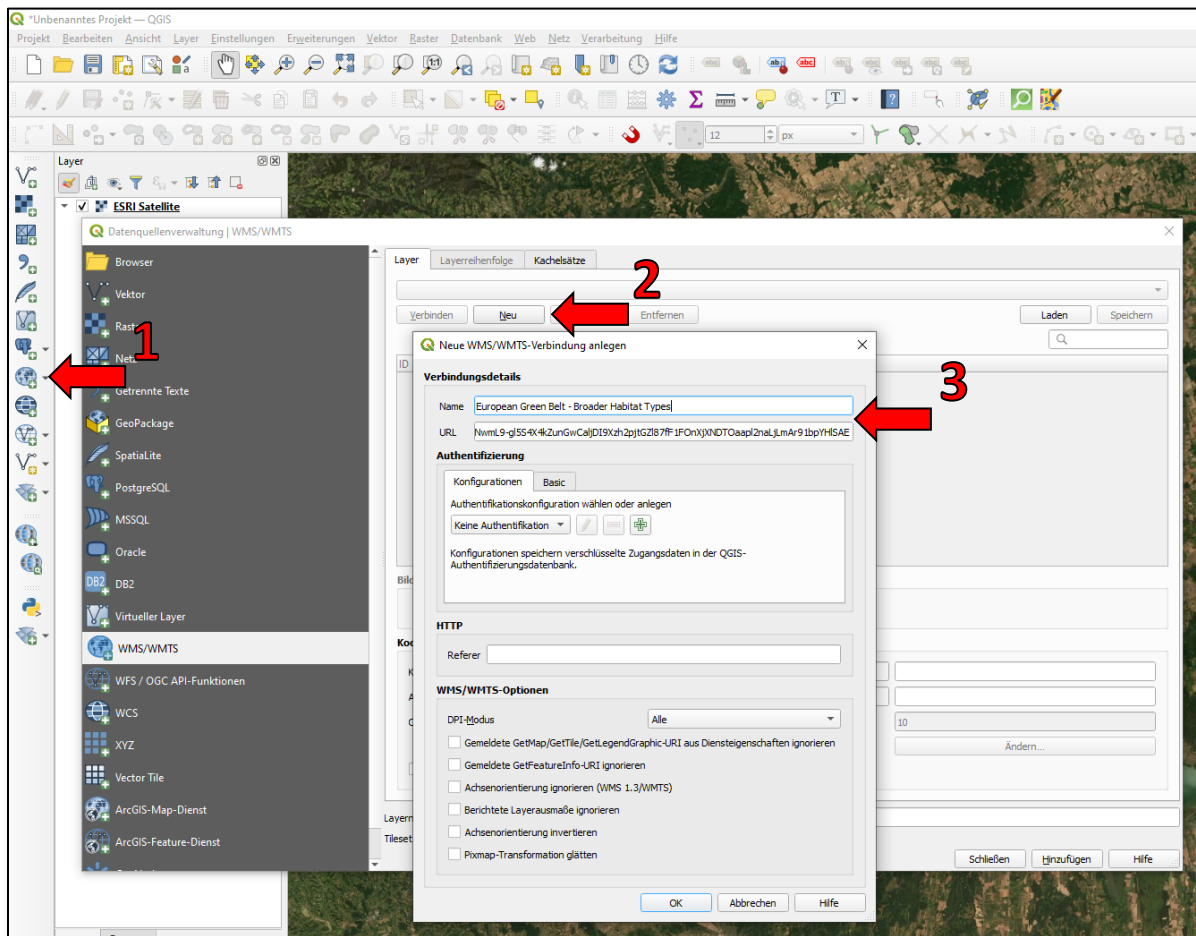 *Unbenanntes Projekt — QGIS
Projekt Bearbeiten Ansicht Layer Einstellungen Erweiterungen Vektor Raster Datenbank Web Netz Verarbeitung Hilfe
12 px
Layer
ESRI Satellite
Datenquellenverwaltung | WMS/WMTS
Browser
Vektor
Raste
Netz
Getrennte Texte
GeoPackage
SpatiaLite
PostgreSQL
MSSQL
Oracle
DB2
Virtueller Layer
WMS/WMTS
WFS / OGC API-Funktionen
WCS
XYZ
Vector Tile
ArcGIS-Map-Dienst
ArcGIS-Feature-Dienst
1
Layer Layerreihenfolge Kachelsätze
2
Verbinden Neu Entfernen Laden Speichern
ID
Neue WMS/WMTS-Verbindung anlegen
3
Verbindungsdetails
Name European Green Belt - Broader Habitat Types
URL
Authentifizierung
Konfigurationen Basic
Authentifikationskonfiguration wählen oder anlegen
Keine Authentifikation
Konfigurationen speichern verschlüsselte Zugangsdaten in der QGIS-
Authentifizierungsdatenbank.
Bild
HTTP
Referer
Koo
WMS/WMTS-Optionen
DPI-Modus Alle
10
Gemeldete GetMap/GetTile/GetLegendGraphic-URI aus Diensteigenschaften ignorieren
Ändern...
Gemeldete GetFeatureInfo-URI ignorieren
Achsenorientierung ignorieren (WMS 1.3/WMTS)
Berichtete Layerausmaße ignorieren
Layern
Achsenorientierung invertieren
Tileset
Pixmap-Transformation glätten
Schließen Hinzufügen Hilfe
OK Abbrechen Hilfe